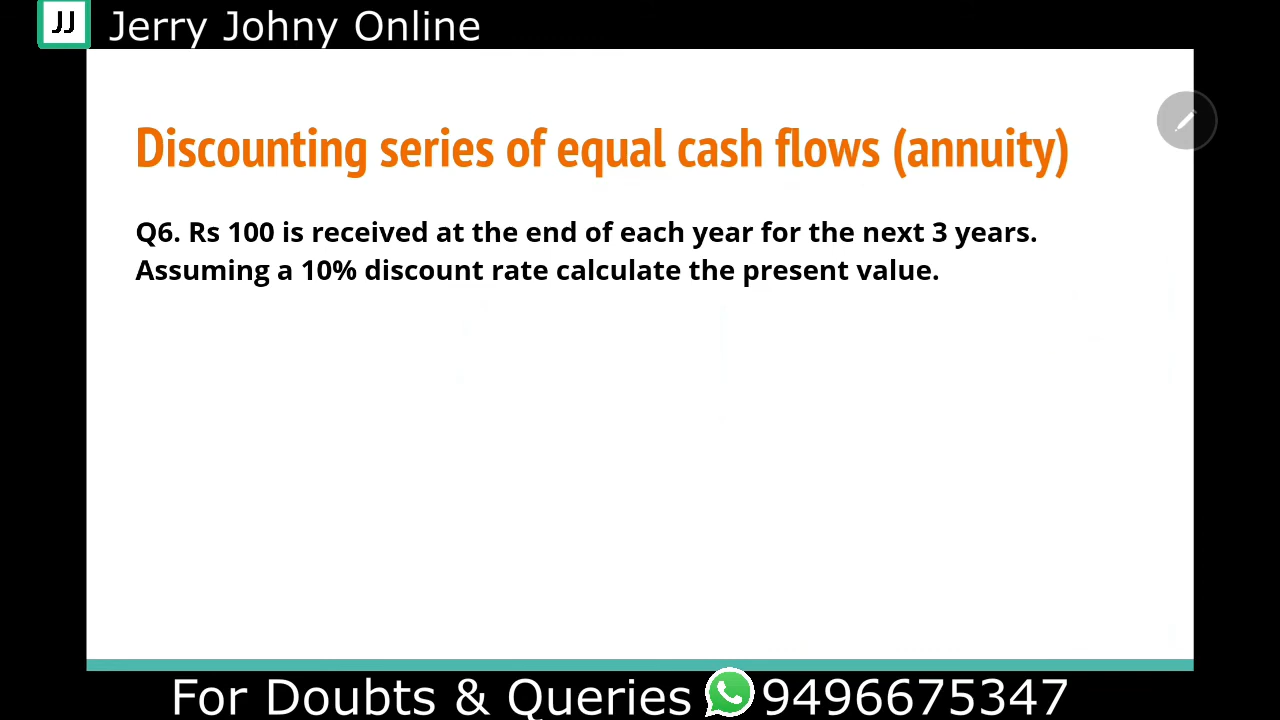 JJ Jerry Johny Online
Discounting series of equal cash flows (annuity)
Q6. Rs 100 is received at the end of each year for the next 3 years.
Assuming a 10% discount rate calculate the present value.
For Doubts & Queries 9496675347